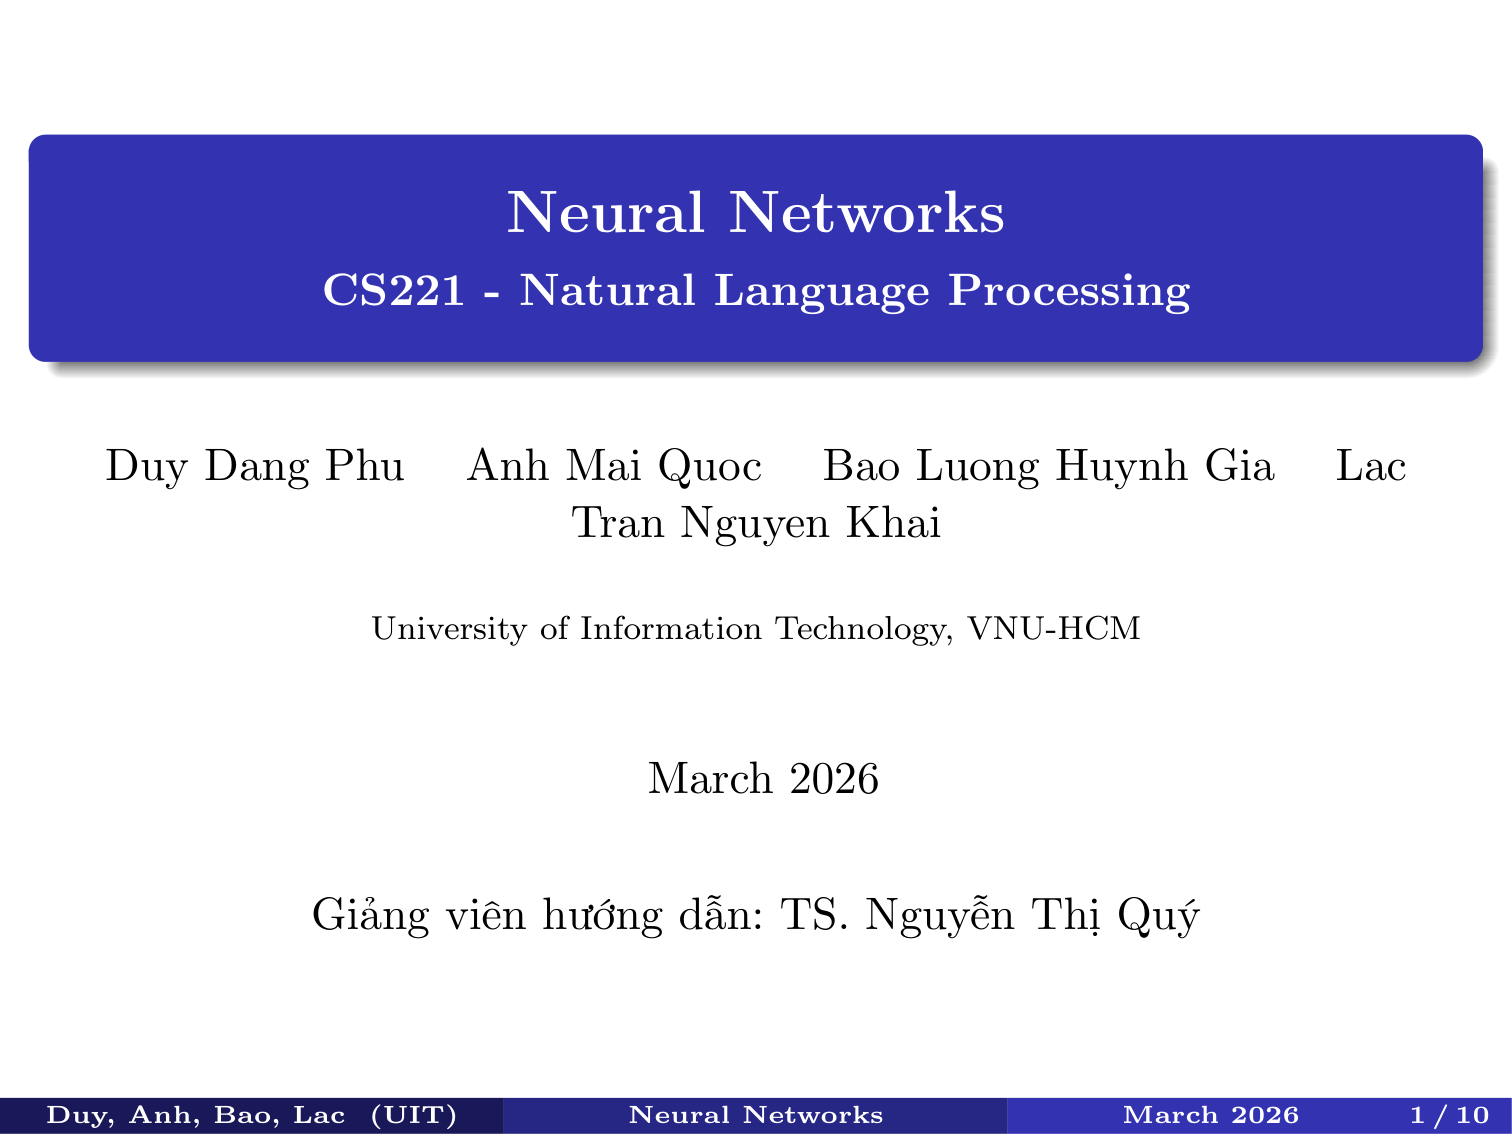 Neural Networks
CS221 - Natural Language Processing
Duy Dang Phu Anh Mai Quoc Bao Luong Huynh Gia Lac
Tran Nguyen Khai
University of Information Technology, VNU-HCM
March 2026
Giảng viên hướng dẫn: TS. Nguyễn Thị Quý
Duy, Anh, Bao, Lac (UIT) Neural Networks March 2026 1 / 10